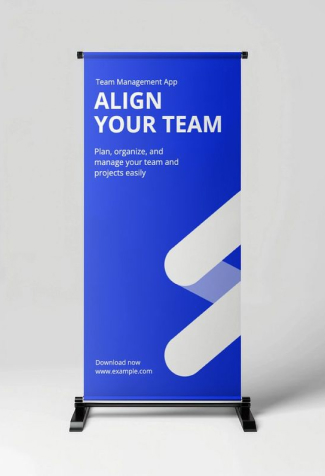 Team Management App
ALIGN
YOUR TEAM
Plan, organize, and
manage your team and
projects easily
Download now
www.example.com